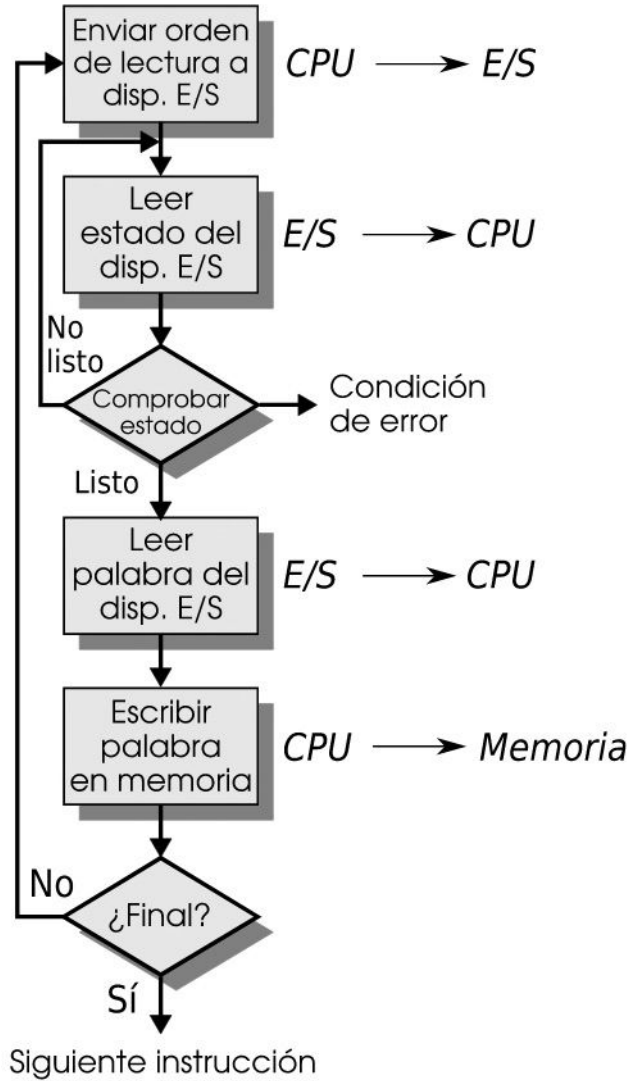 Enviar orden
de lectura a
disp. E/S
CPU → E/S
Leer
estado del
disp. E/S
E/S → CPU
No
listo
Comprobar
estado
Condición
de error
Listo
Leer
palabra del
disp. E/S
E/S → CPU
Escribir
palabra
en memoria
CPU → Memoria
No
¿Final?
Sí
Siguiente instrucción